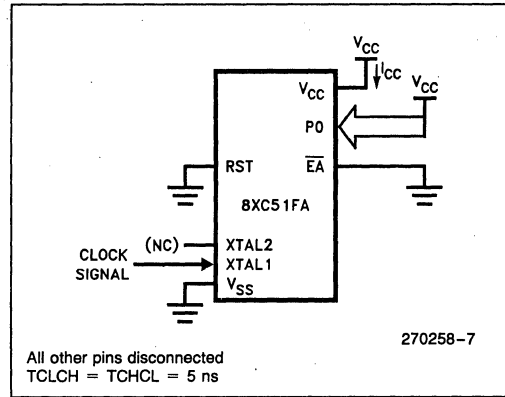 VCC
ICC
VCC
VCC
P0
RST
EA
8XC51FA
(NC)
XTAL2
CLOCK
SIGNAL
XTAL1
VSS
270258-7
All other pins disconnected
TCLCH = TCHCL = 5 ns